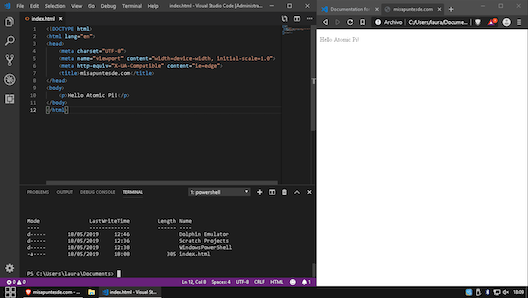 File Edit Selection View Go Debug Terminal Help
index.html - Visual Studio Code [Administra...
index.html
1 <!DOCTYPE html>
2 <html lang="en">
3 <head>
4 <meta charset="UTF-8">
5 <meta name="viewport" content="width=device-width, initial-scale=1.0">
6 <meta http-equiv="X-UA-Compatible" content="ie=edge">
7 <title>misapuntesde.com</title>
8 </head>
9 <body>
10 <p>Hello Atomic Pi!</p>
11 </body>
12 </html>
PROBLEMS OUTPUT DEBUG CONSOLE TERMINAL 1: powershell
Mode LastWriteTime Length Name
---- ------------- ------ ----
d----- 18/05/2019 12:46 Dolphin Emulator
d----- 18/05/2019 12:36 Scratch Projects
d----- 18/05/2019 12:30 WindowsPowerShell
-a---- 18/05/2019 18:08 305 index.html
PS C:\Users\laura\Documents>
0 0 Ln 12, Col 8 Spaces: 4 UTF-8 CRLF HTML 1
Documentation
misapuntesde.com
Archivo C:/Users/laura/Docume...
Hello Atomic Pi!
misapuntesde.com - ...
index.html - Visual St...
18:09